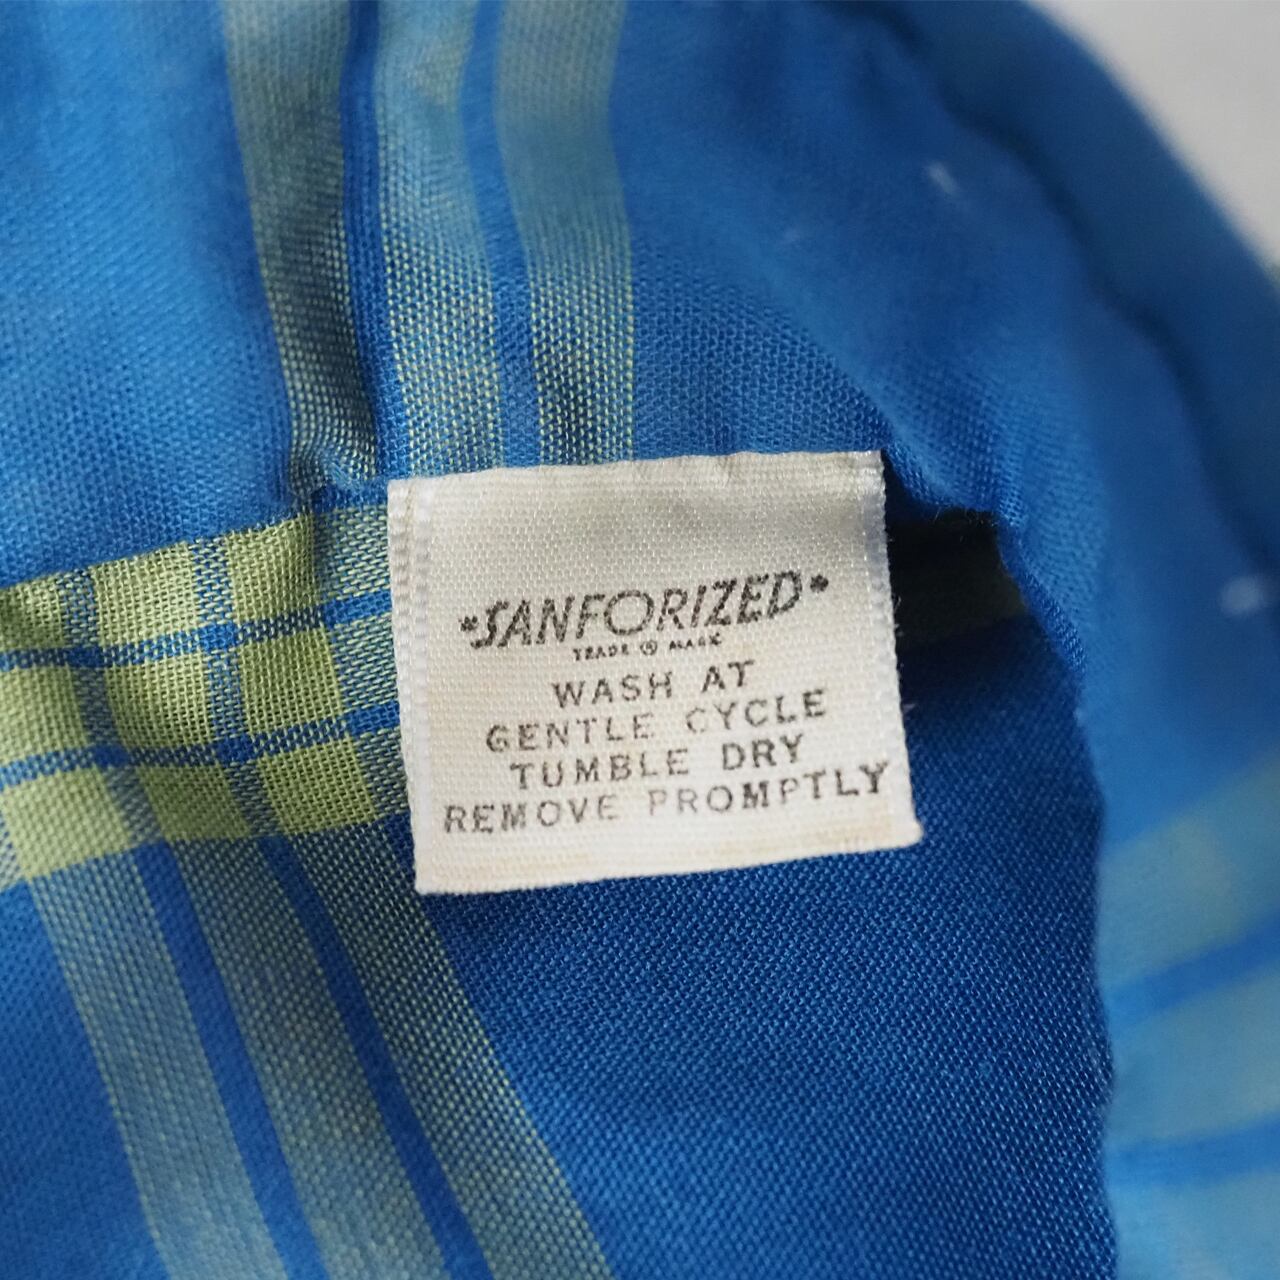 "SANFORIZED"
TRADE ® MARK
WASH AT
GENTLE CYCLE
TUMBLE DRY
REMOVE PROMPTLY